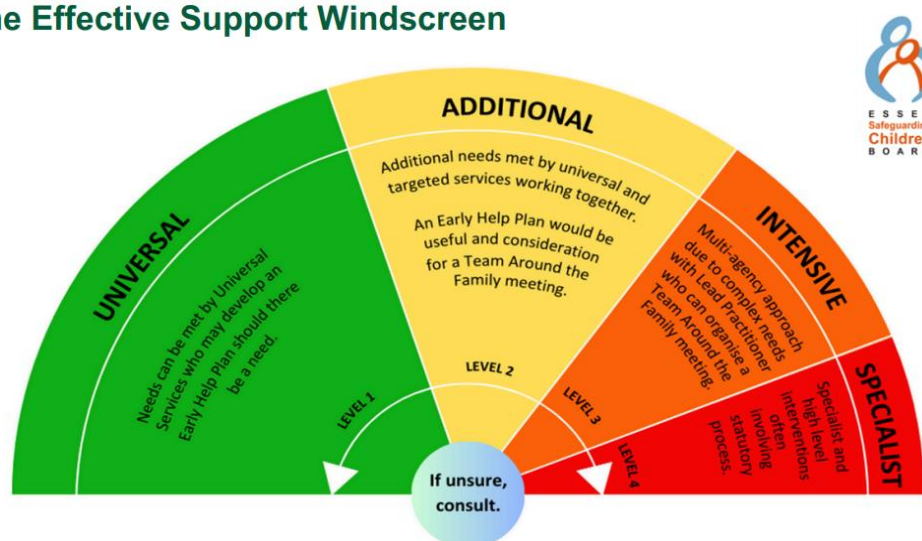 ne Effective Support Windscreen
ESSE
Safeguardin
Childre
BOAR
UNIVERSAL
Needs can be met by Universal
Services who may develop an
Early Help Plan should there
be a need.
LEVEL 1
ADDITIONAL
Additional needs met by universal and
targeted services working together.
An Early Help Plan would be
useful and consideration
for a Team Around the
Family meeting.
LEVEL 2
INTENSIVE
Multi-agency approach
due to complex needs
with Lead Practitioner
who can organise a
Team Around the
Family meeting.
LEVEL 3
SPECIALIST
Specialist and
high level
interventions
often
involving
statutory
process.
LEVEL 4
If unsure,
consult.